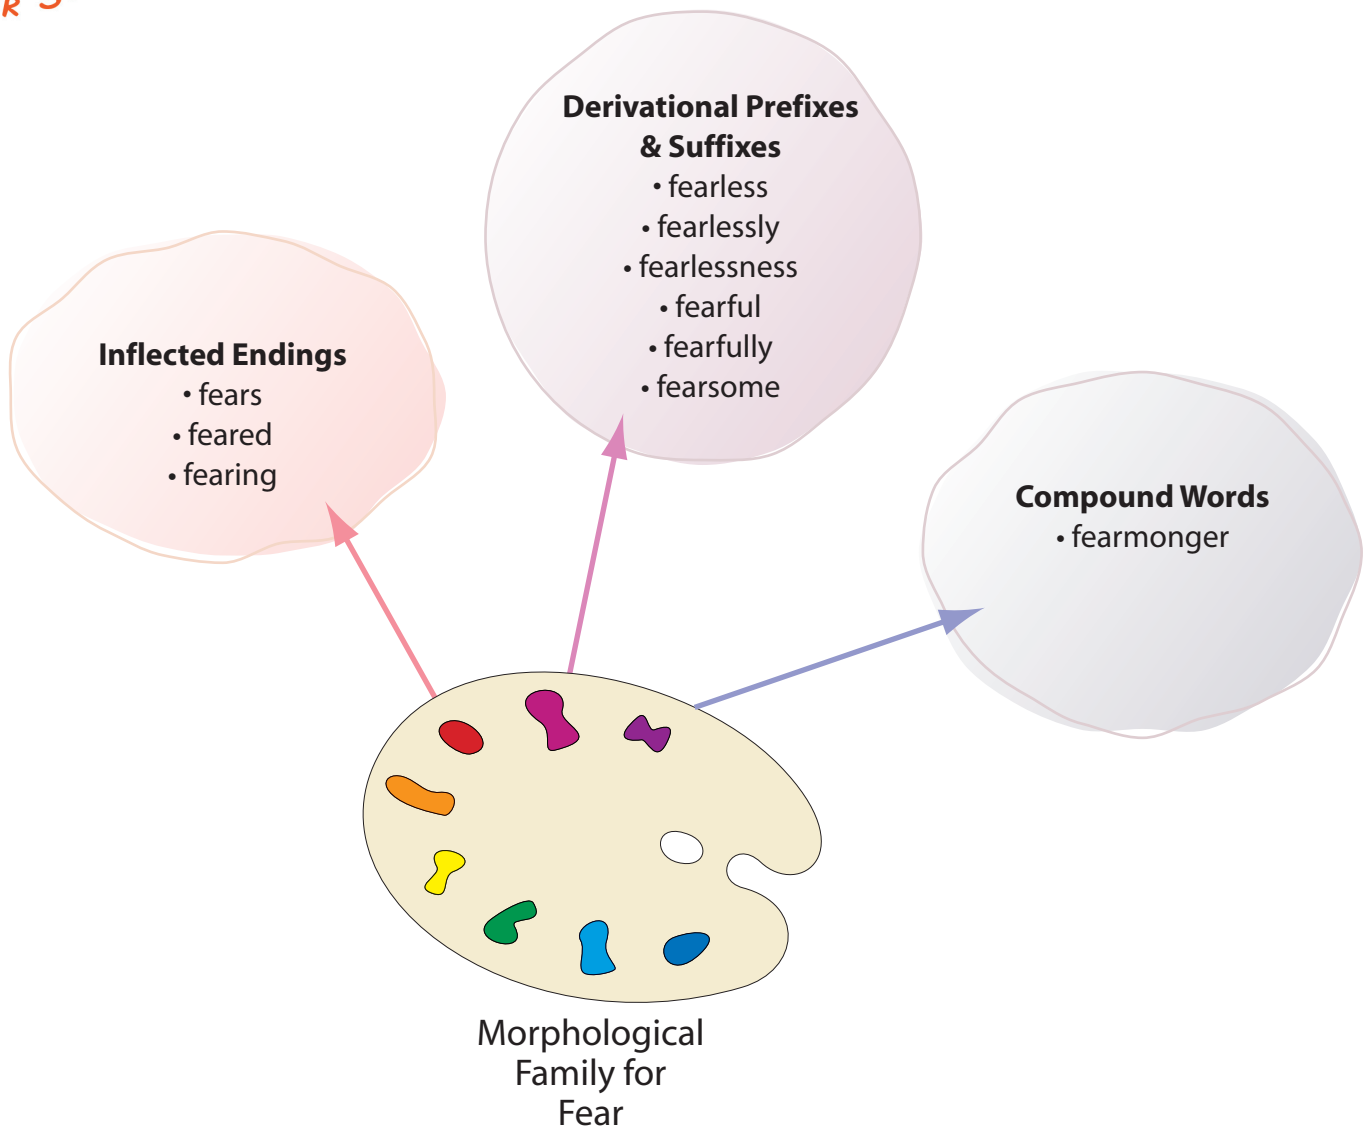 Derivational Prefixes
& Suffixes
• fearless
• fearlessly
• fearlessness
• fearful
• fearfully
• fearsome
Inflected Endings
• fears
• feared
• fearing
Compound Words
• fearmonger
Morphological
Family for
Fear